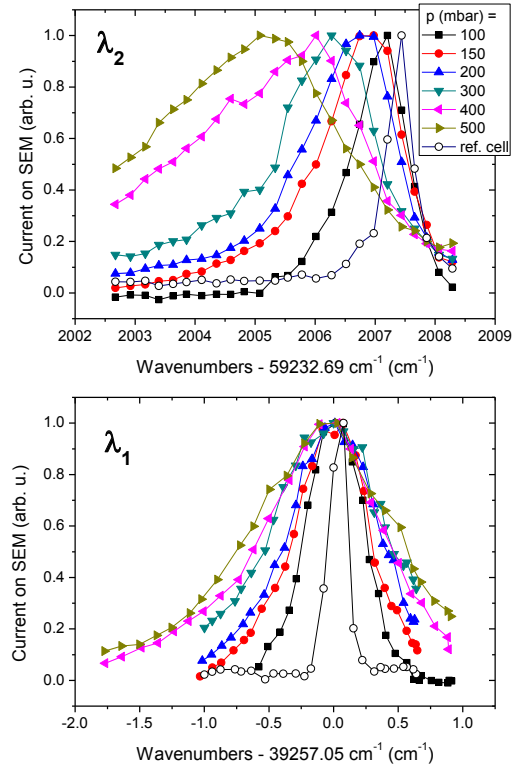 λ2
p (mbar) =
100
150
200
300
400
500
ref. cell
Current on SEM (arb. u.)
1.0
0.8
0.6
0.4
0.2
0.0
2002 2003 2004 2005 2006 2007 2008 2009
Wavenumbers - 59232.69 cm⁻¹ (cm⁻¹)
λ1
Current on SEM (arb. u.)
1.0
0.8
0.6
0.4
0.2
0.0
-2.0 -1.5 -1.0 -0.5 0.0 0.5 1.0
Wavenumbers - 39257.05 cm⁻¹ (cm⁻¹)